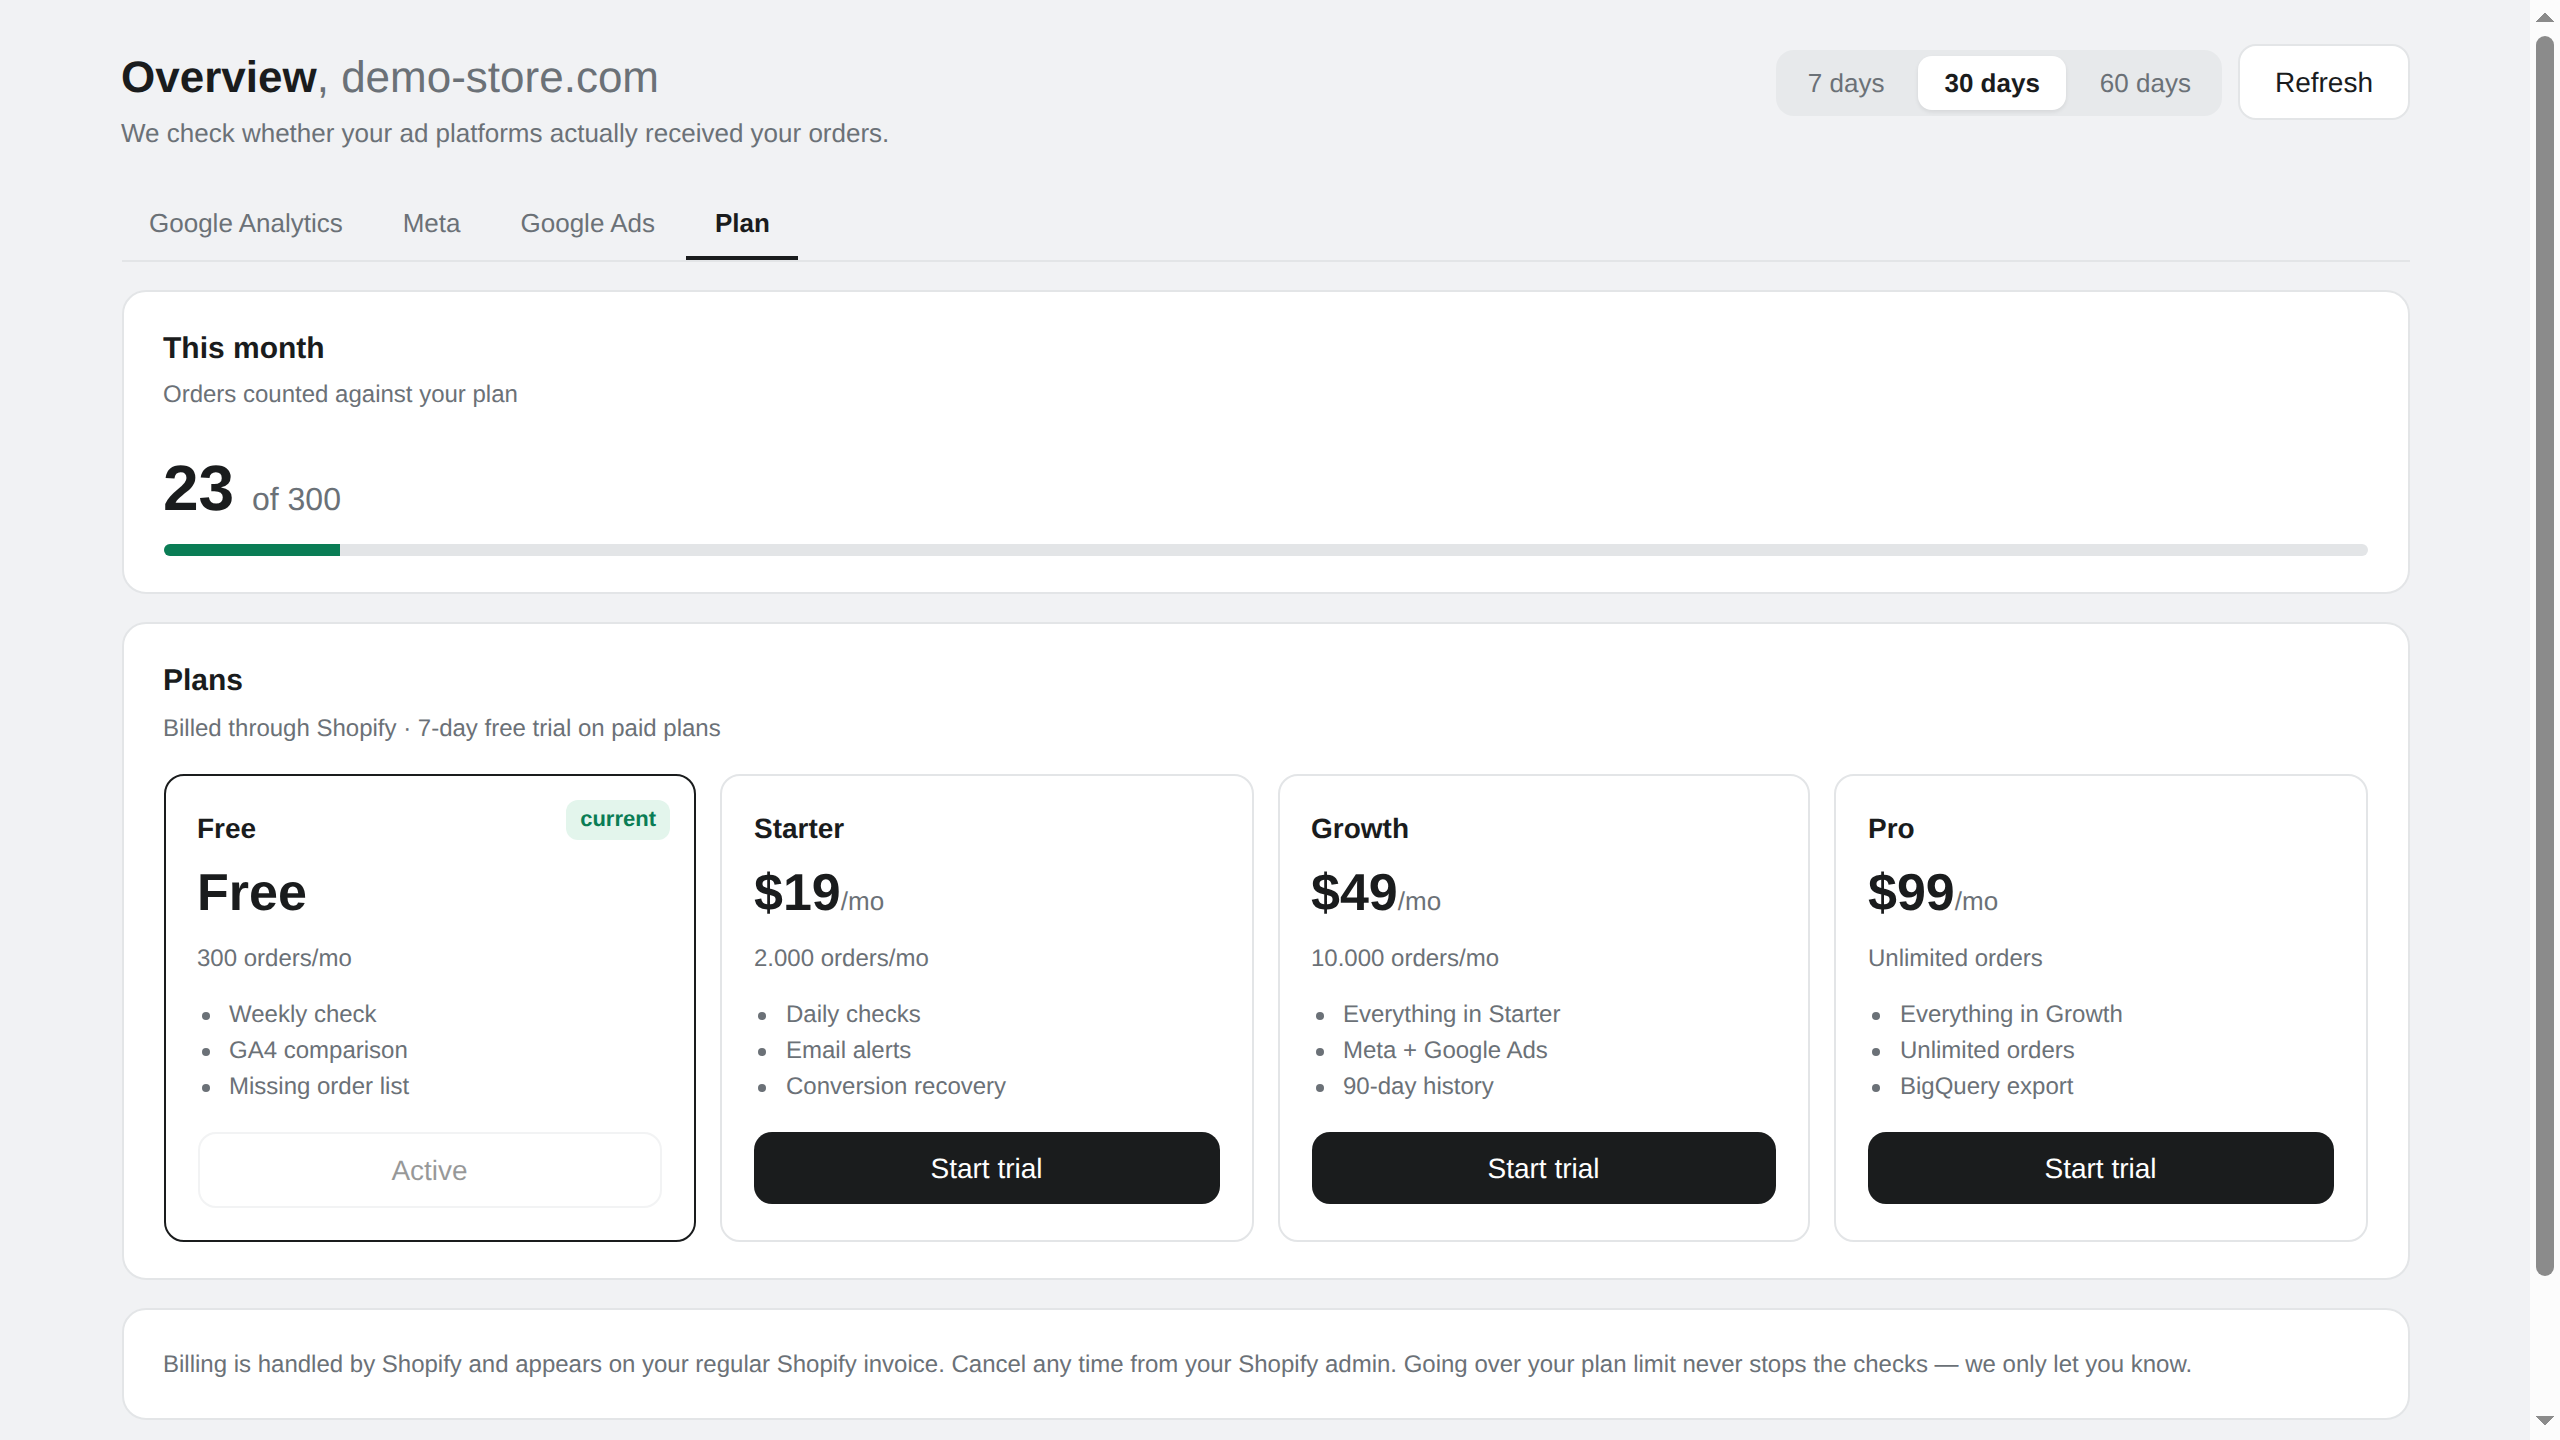 Overview, demo-store.com
We check whether your ad platforms actually received your orders.
7 days
30 days
60 days
Refresh
Google Analytics
Meta
Google Ads
Plan
This month
Orders counted against your plan
23 of 300
Plans
Billed through Shopify · 7-day free trial on paid plans
Free
current
Free
300 orders/mo
Weekly check
GA4 comparison
Missing order list
Active
Starter
$19/mo
2.000 orders/mo
Daily checks
Email alerts
Conversion recovery
Start trial
Growth
$49/mo
10.000 orders/mo
Everything in Starter
Meta + Google Ads
90-day history
Start trial
Pro
$99/mo
Unlimited orders
Everything in Growth
Unlimited orders
BigQuery export
Start trial
Billing is handled by Shopify and appears on your regular Shopify invoice. Cancel any time from your Shopify admin. Going over your plan limit never stops the checks — we only let you know.